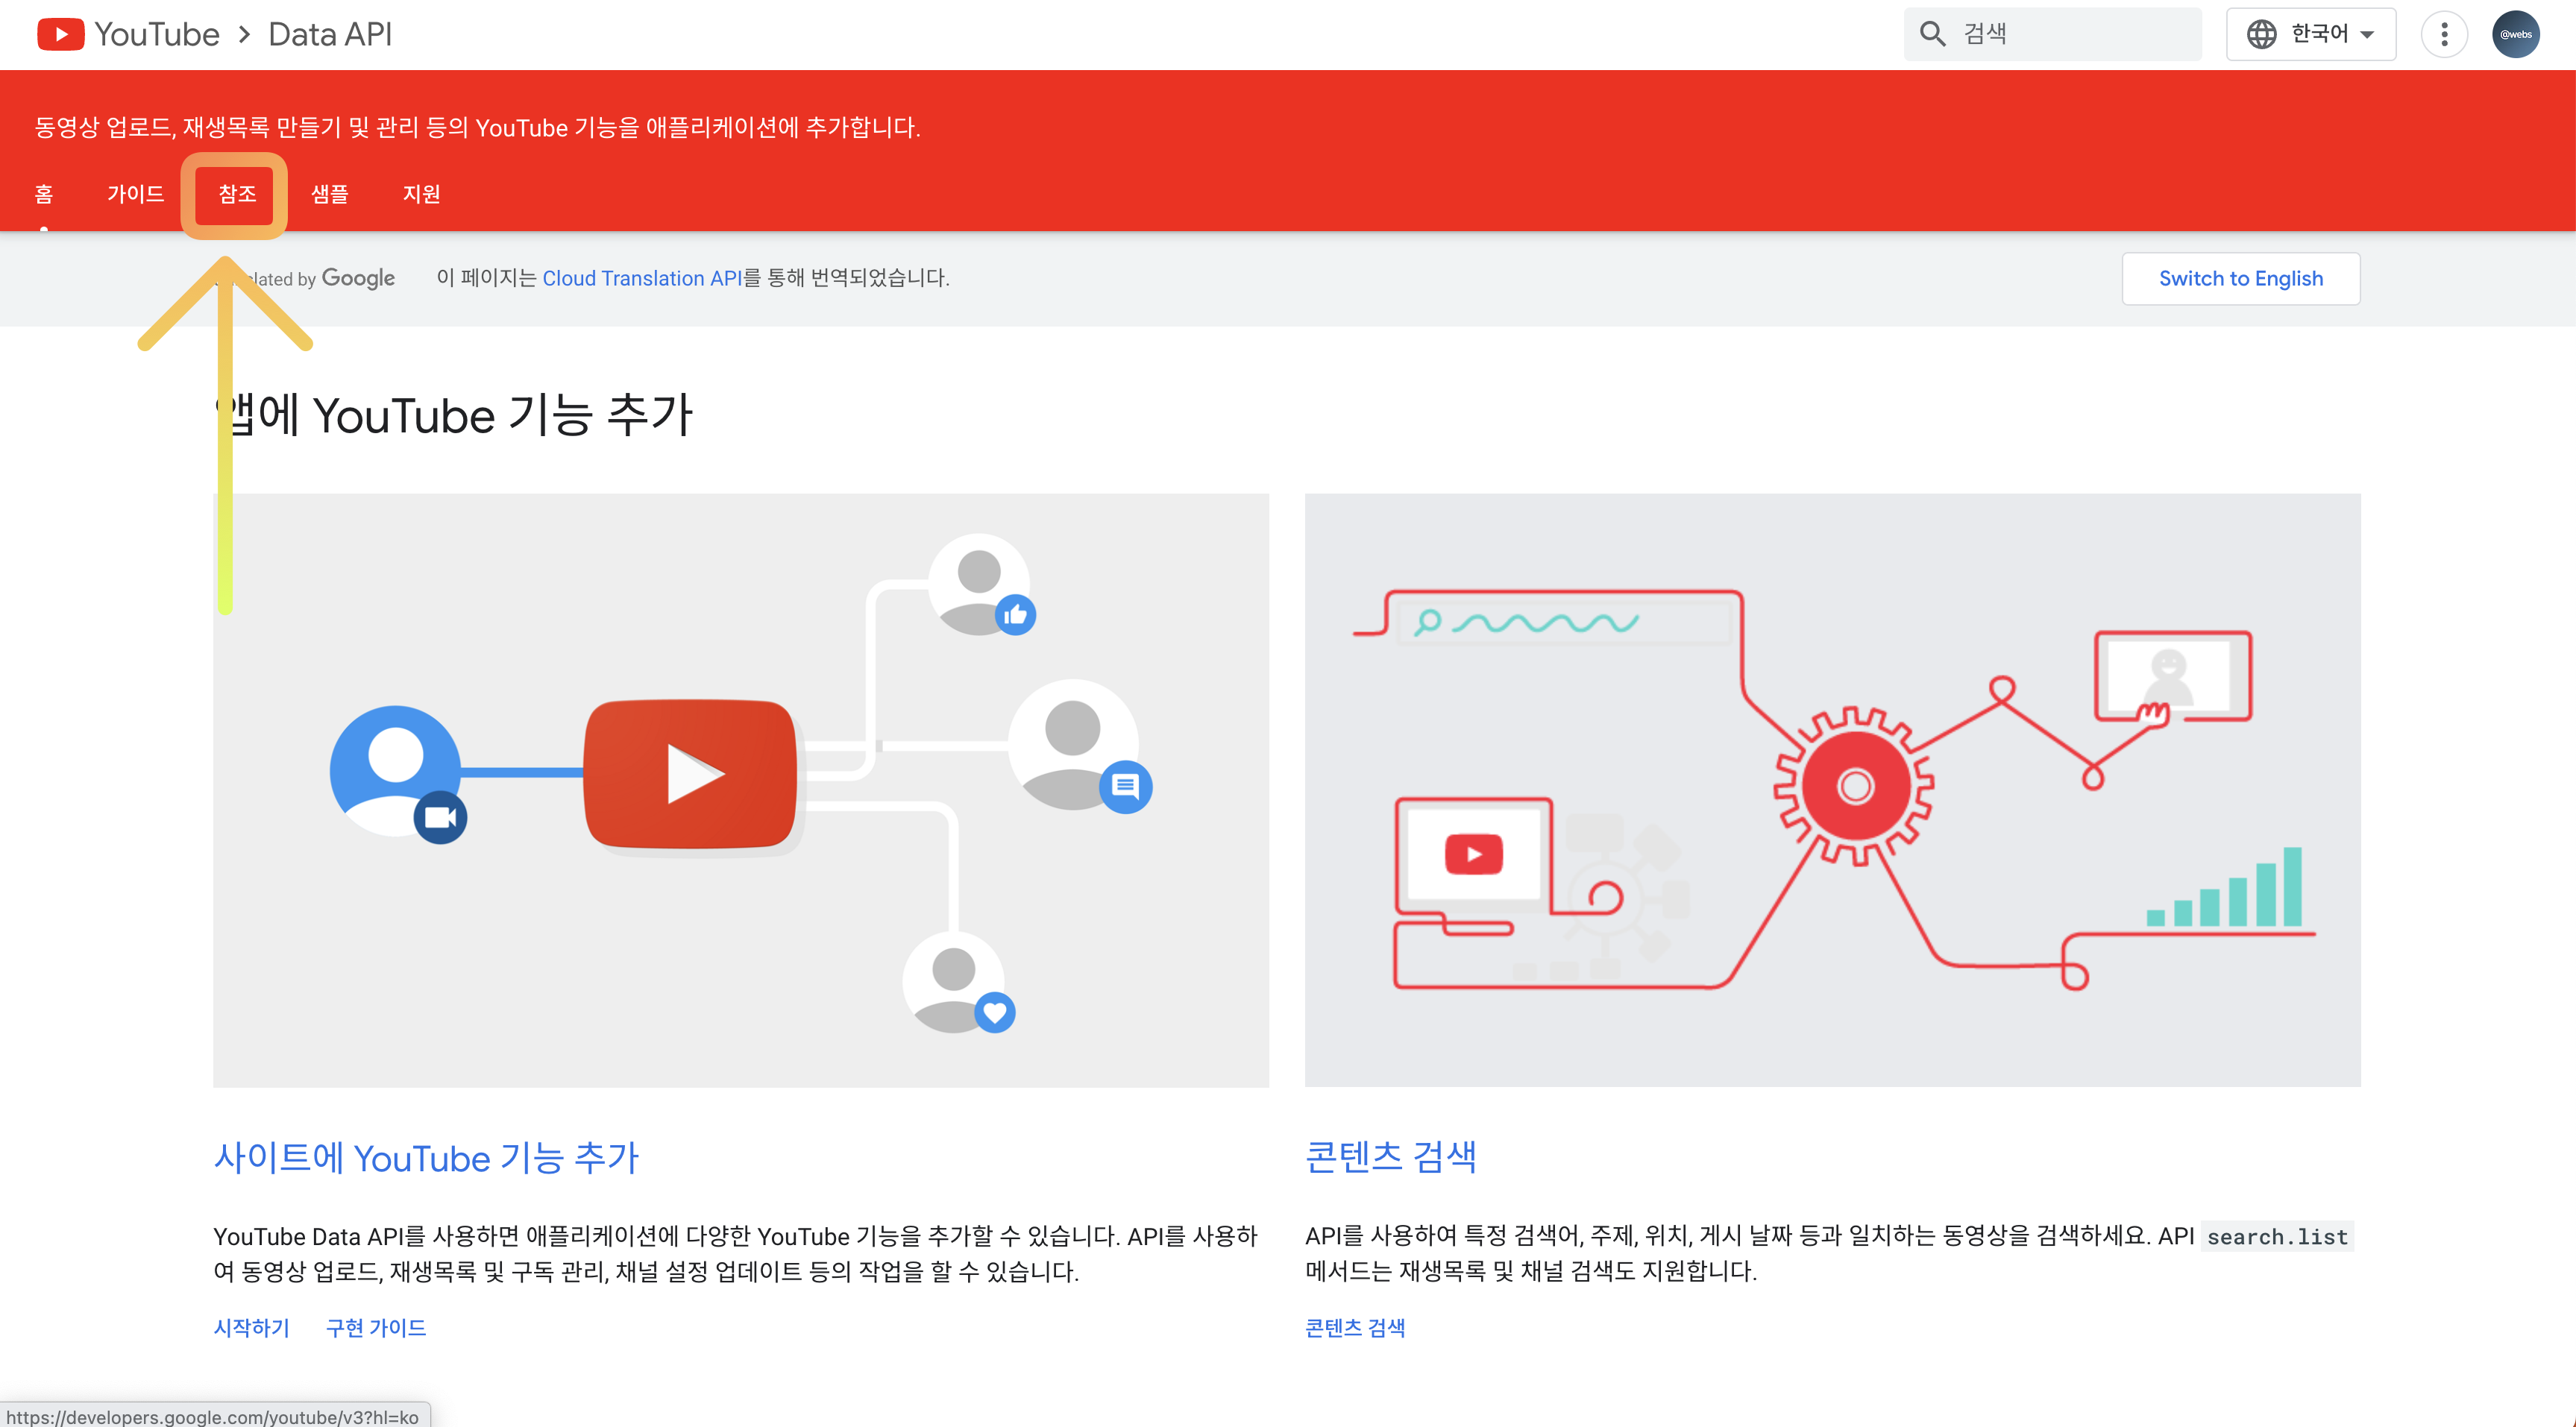 YouTube > Data API
검색
한국어
@webs
동영상 업로드, 재생목록 만들기 및 관리 등의 YouTube 기능을 애플리케이션에 추가합니다.
홈 가이드 참조 샘플 지원
by Google 이 페이지는 Cloud Translation API를 통해 번역되었습니다.
Switch to English
앱에 YouTube 기능 추가
사이트에 YouTube 기능 추가
YouTube Data API를 사용하면 애플리케이션에 다양한 YouTube 기능을 추가할 수 있습니다. API를 사용하
여 동영상 업로드, 재생목록 및 구독 관리, 채널 설정 업데이트 등의 작업을 할 수 있습니다.
시작하기 구현 가이드
콘텐츠 검색
API를 사용하여 특정 검색어, 주제, 위치, 게시 날짜 등과 일치하는 동영상을 검색하세요. API search.list
메서드는 재생목록 및 채널 검색도 지원합니다.
콘텐츠 검색
https://developers.google.com/youtube/v3?hl=ko